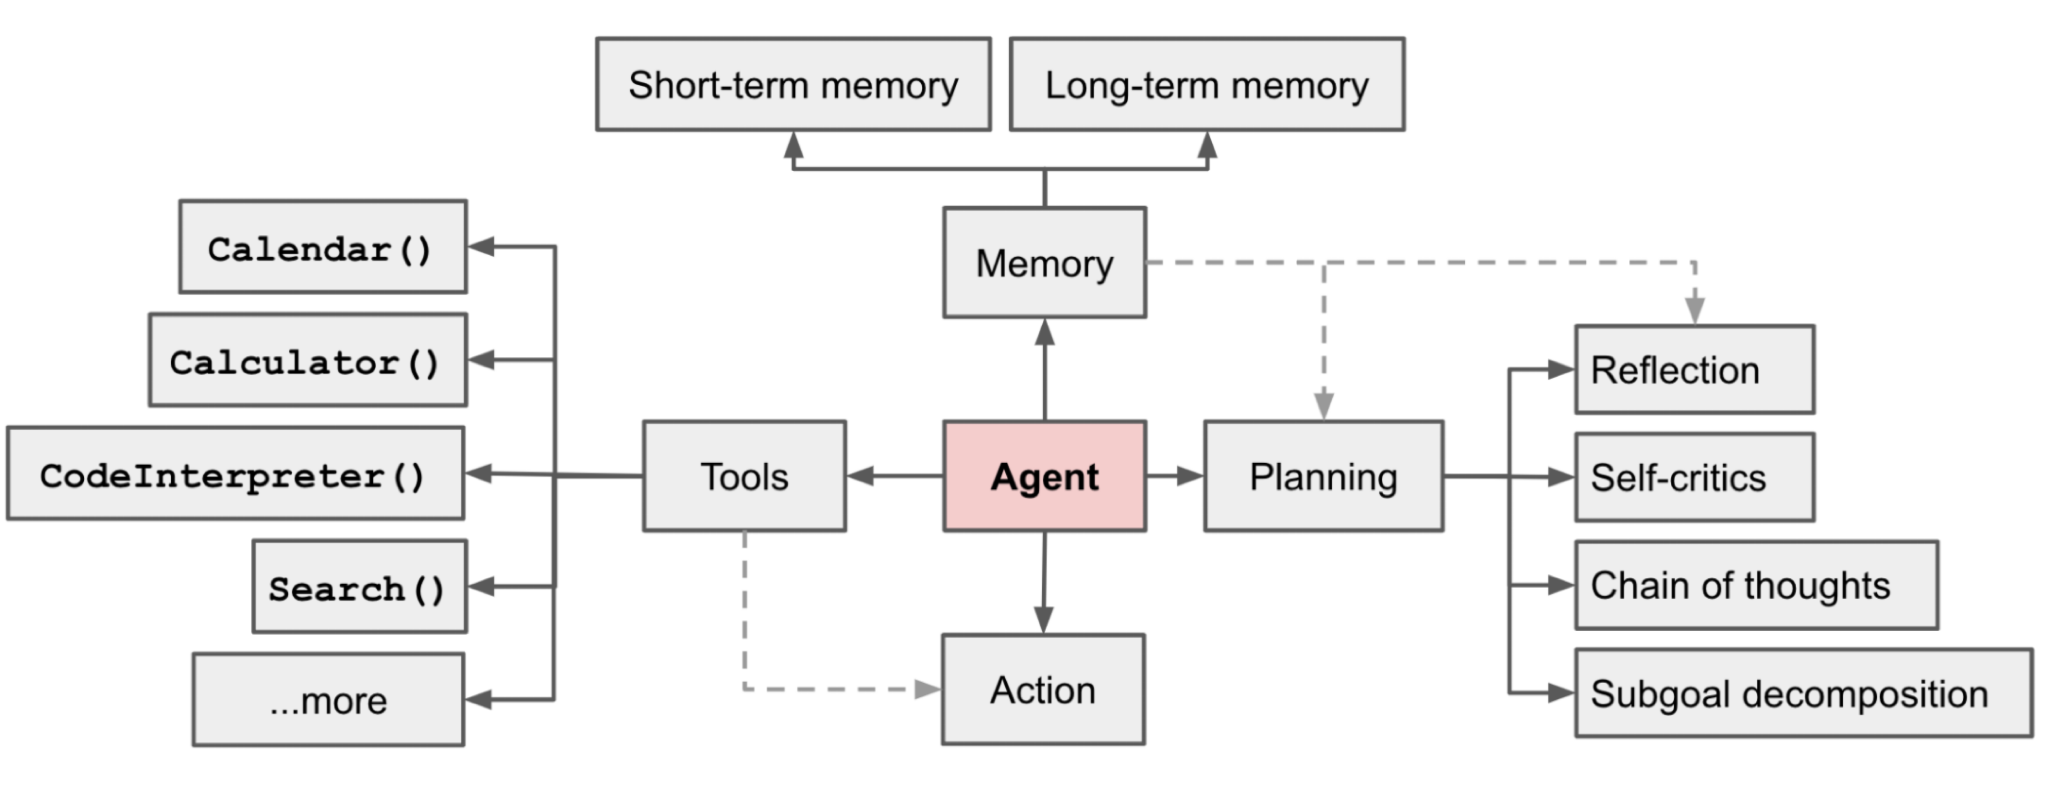 Short-term memory
Long-term memory
Memory
Calendar()
Calculator()
CodeInterpreter()
Search()
...more
Tools
Agent
Planning
Action
Reflection
Self-critics
Chain of thoughts
Subgoal decomposition